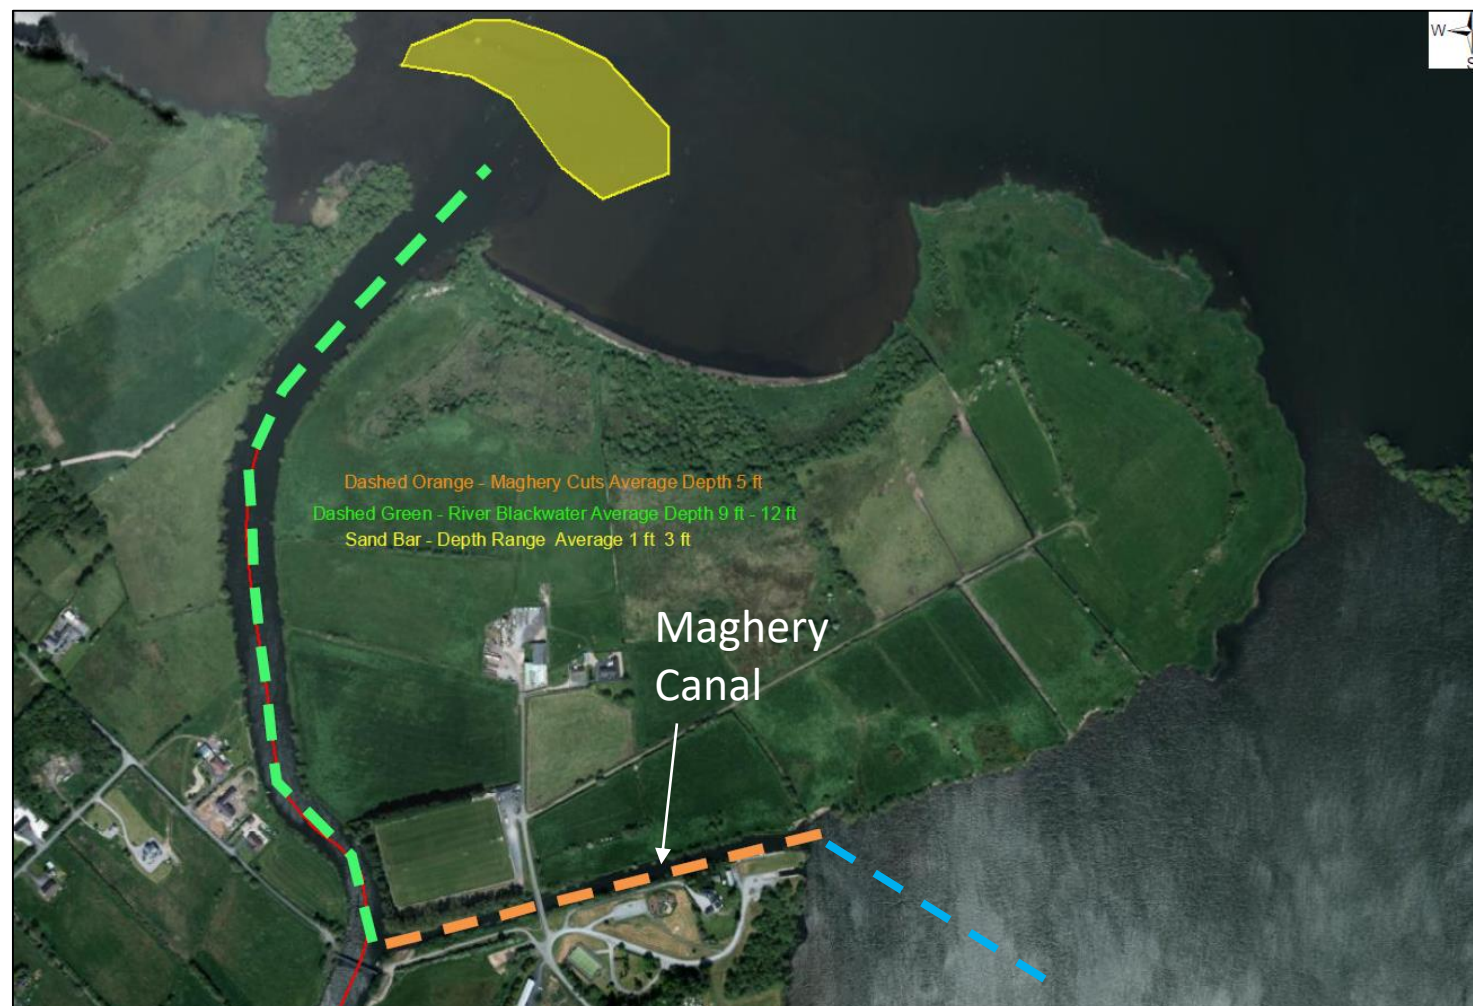 W
S
Dashed Orange - Maghery Cuts Average Depth 5 ft
Dashed Green - River Blackwater Average Depth 9 ft - 12 ft
Sand Bar - Depth Range Average 1 ft 3 ft
Maghery
Canal